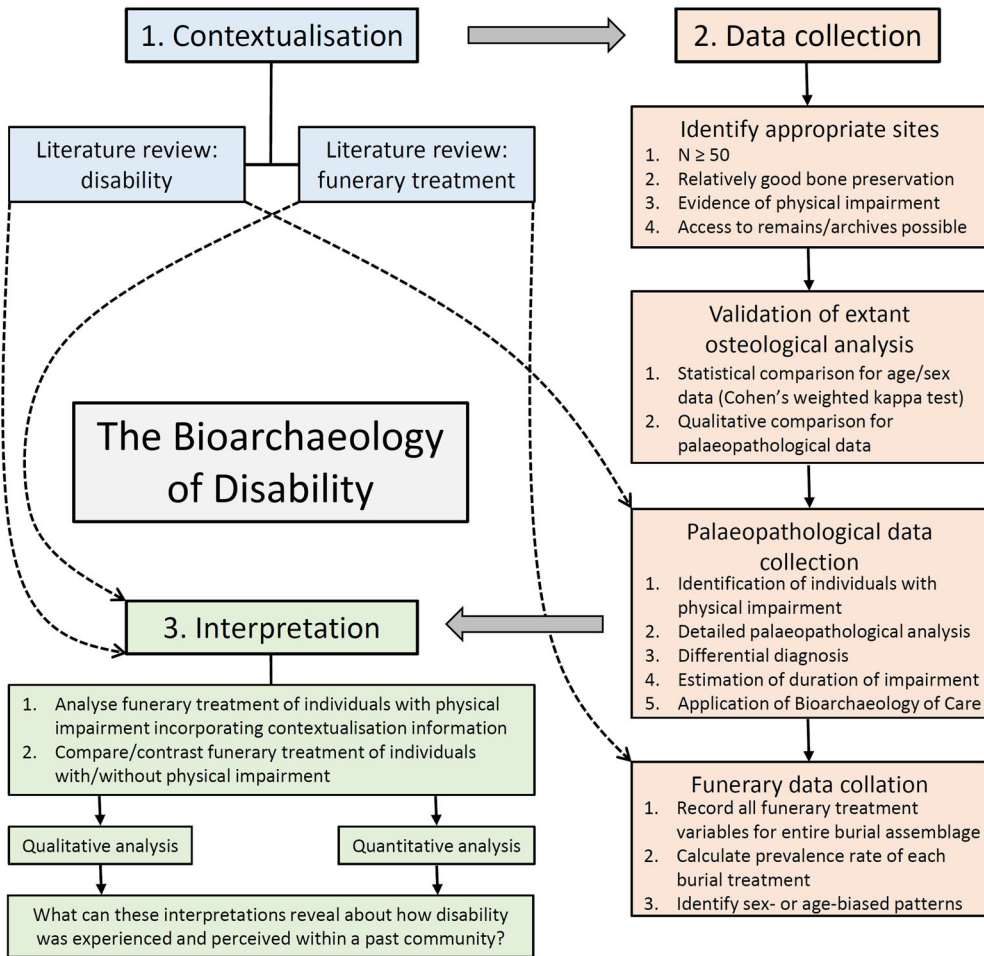 1. Contextualisation
Literature review:
disability
Literature review:
funerary treatment
The Bioarchaeology
of Disability
2. Data collection
Identify appropriate sites
1. N ≥ 50
2. Relatively good bone preservation
3. Evidence of physical impairment
4. Access to remains/archives possible
Validation of extant
osteological analysis
1. Statistical comparison for age/sex
data (Cohen's weighted kappa test)
2. Qualitative comparison for
palaeopathological data
Palaeopathological data
collection
1. Identification of individuals with
physical impairment
2. Detailed palaeopathological analysis
3. Differential diagnosis
4. Estimation of duration of impairment
5. Application of Bioarchaeology of Care
Funerary data collation
1. Record all funerary treatment
variables for entire burial assemblage
2. Calculate prevalence rate of each
burial treatment
3. Identify sex- or age-biased patterns
3. Interpretation
1. Analyse funerary treatment of individuals with physical
impairment incorporating contextualisation information
2. Compare/contrast funerary treatment of individuals
with/without physical impairment
Qualitative analysis
Quantitative analysis
What can these interpretations reveal about how disability
was experienced and perceived within a past community?